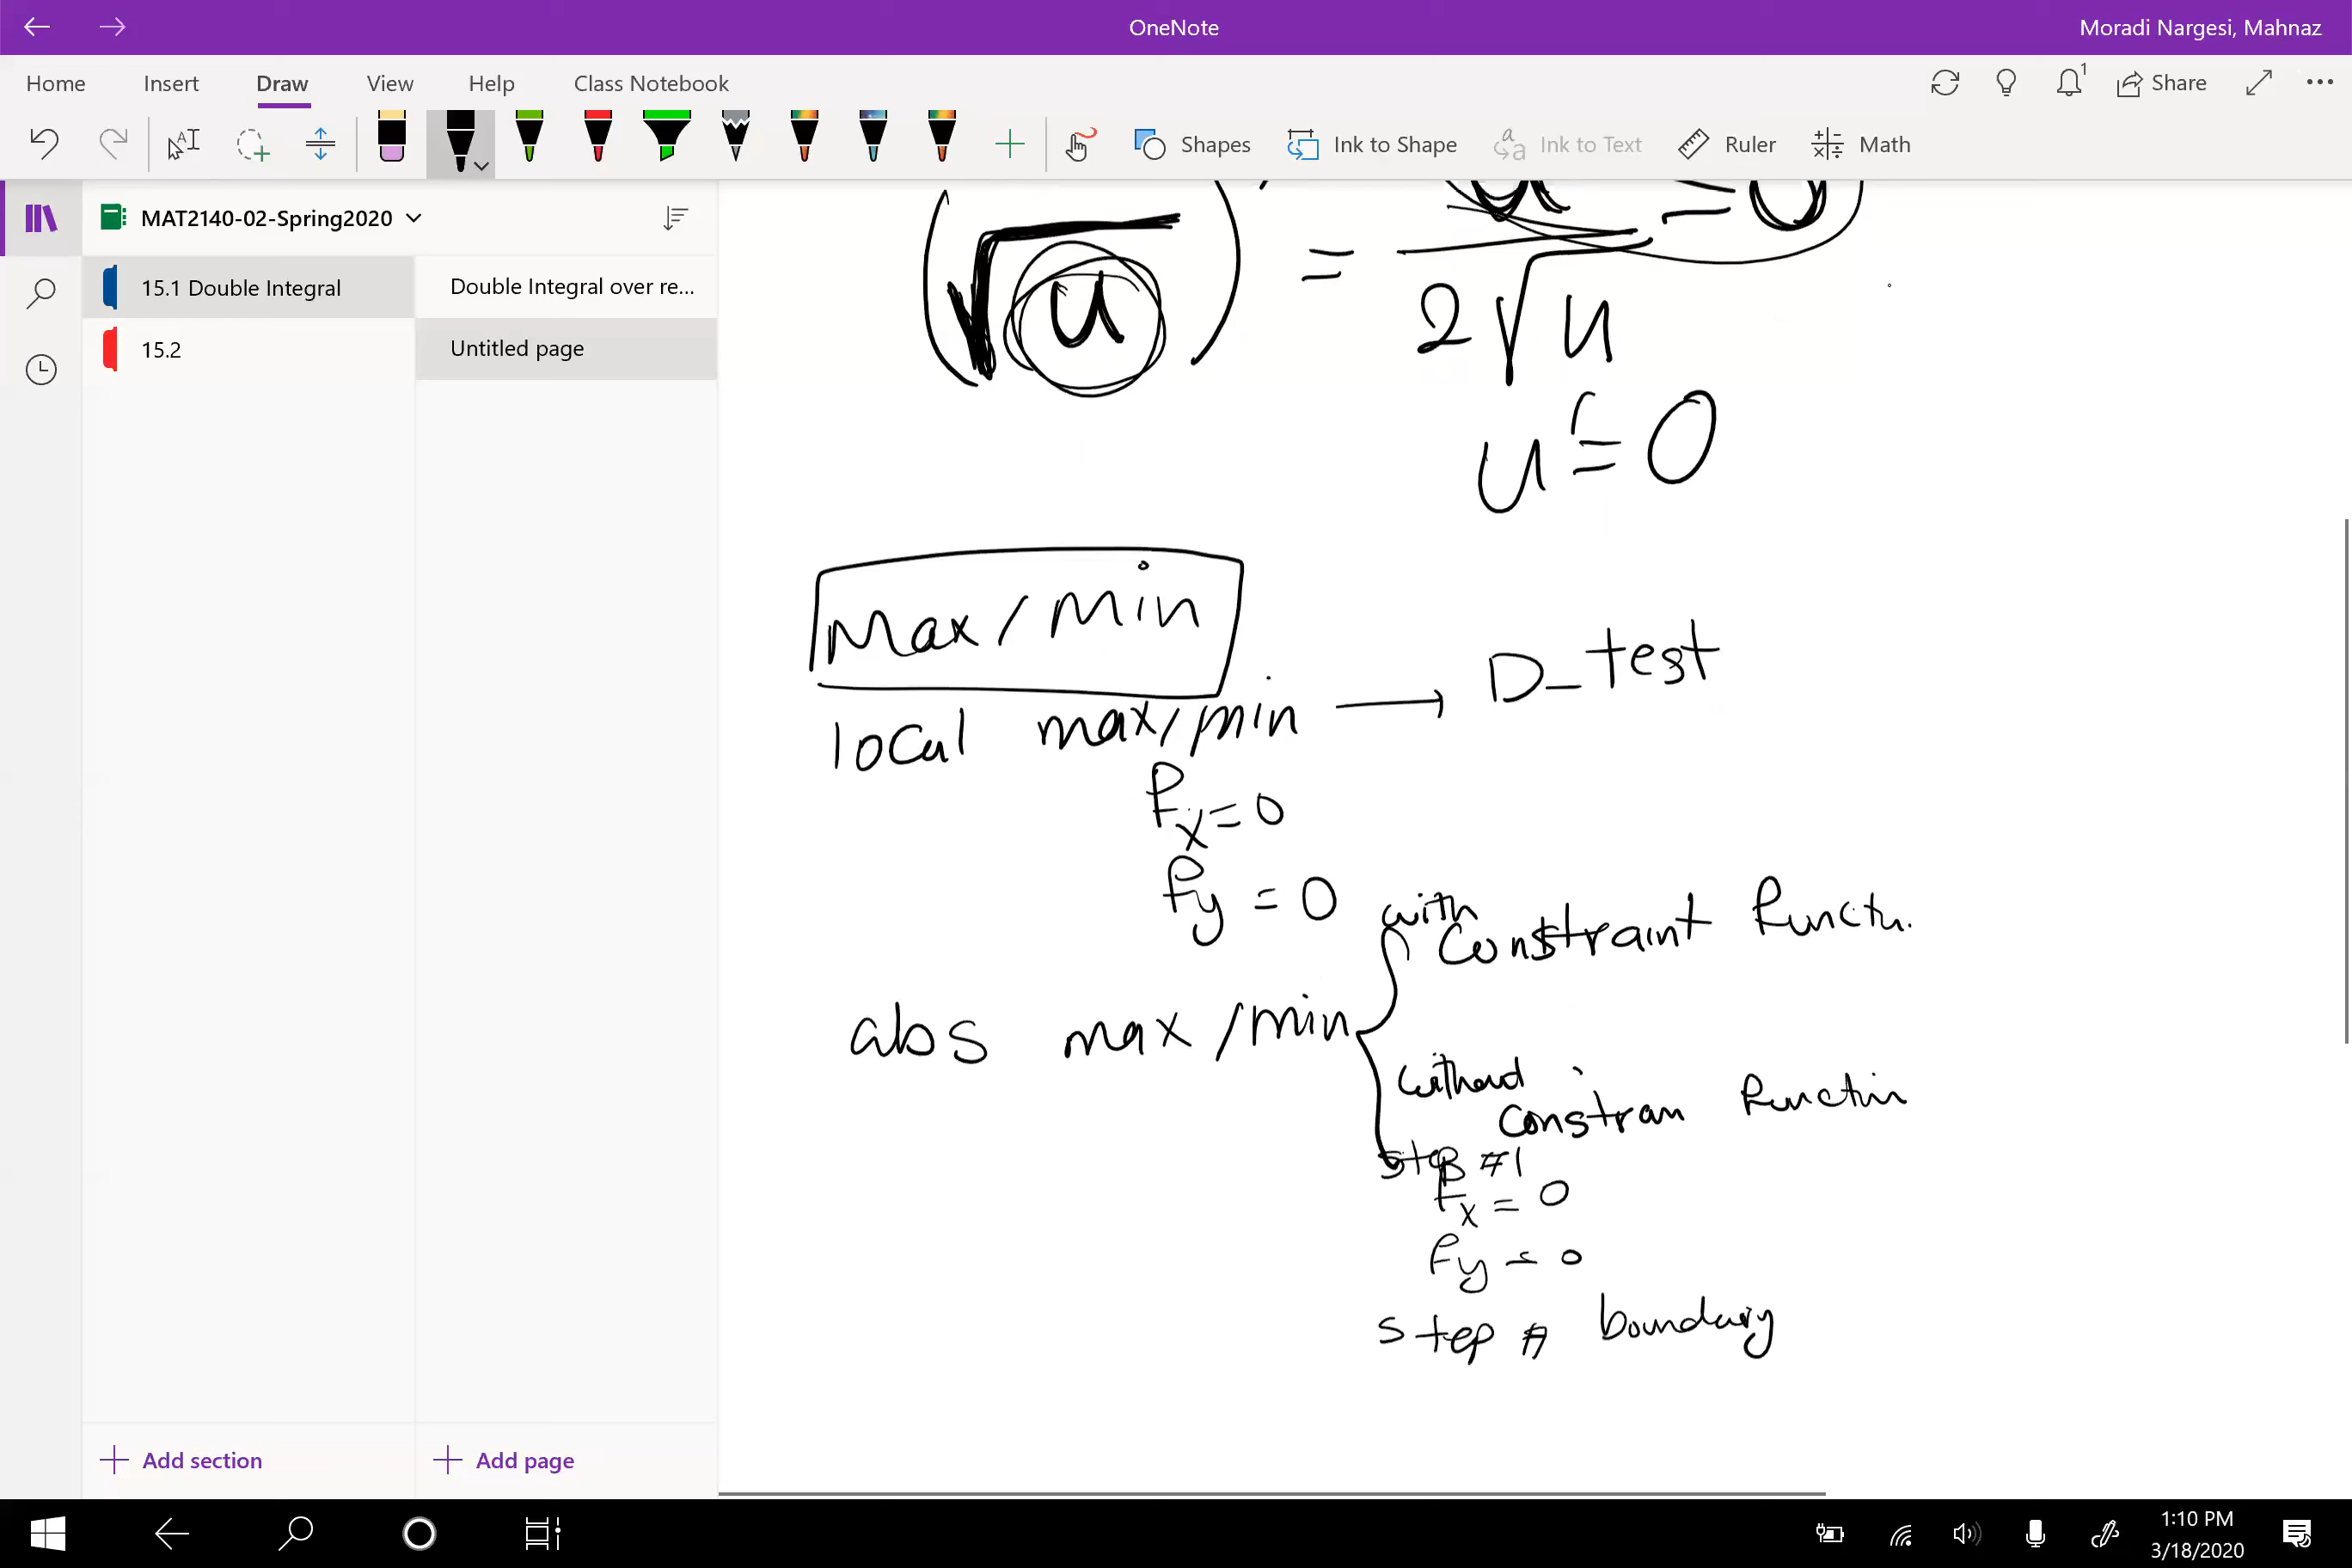 OneNote
Moradi Nargesi, Mahnaz
Home Insert Draw View Help Class Notebook
1 Share
Shapes Ink to Shape Ink to Text Ruler Math
MAT2140-02-Spring2020
15.1 Double Integral
15.2
Double Integral over re...
Untitled page
(√u)' = u' = 0
2√u
u' = 0
Max/Min
local max/min → D_test
fx = 0
fy = 0
abs max/min
with
Constraint functn.
without
Constran functin
step #1
fx = 0
fy = 0
step # boundary
Add section
Add page
1:10 PM
3/18/2020